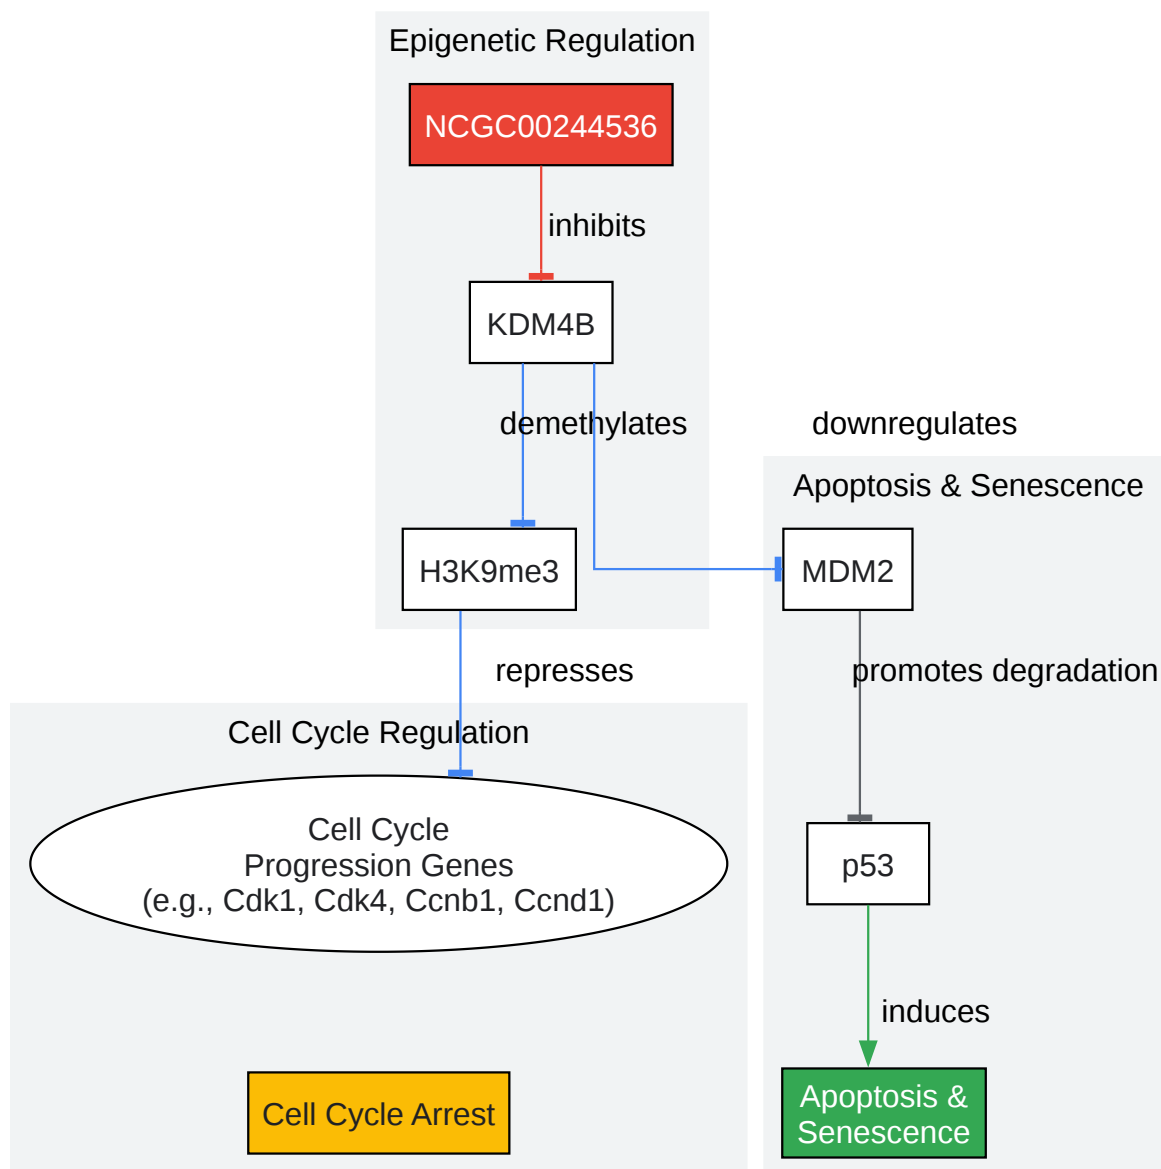 Epigenetic Regulation
NCGC00244536
inhibits
KDM4B
demethylates
downregulates
Apoptosis & Senescence
H3K9me3
MDM2
represses
promotes degradation
Cell Cycle Regulation
Cell Cycle
Progression Genes
(e.g., Cdk1, Cdk4, Ccnb1, Ccnd1)
p53
induces
Cell Cycle Arrest
Apoptosis &
Senescence